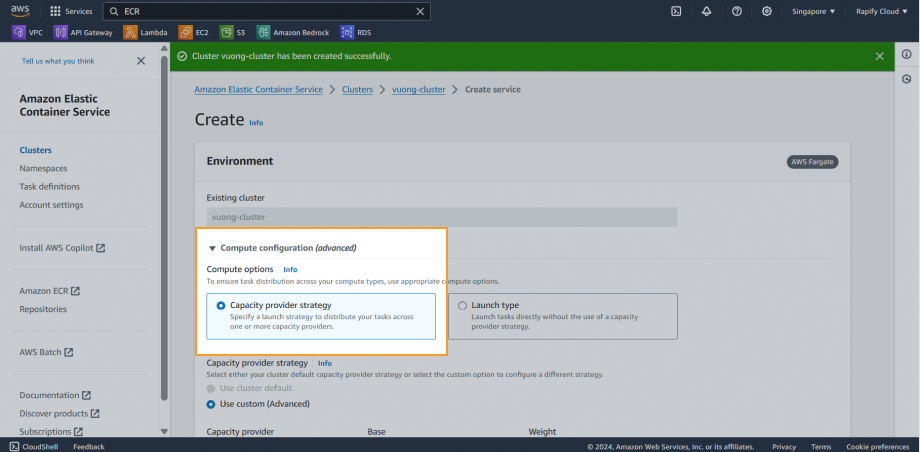 aws Services ECR Singapore ▼ Rapify Cloud ▼
VPC API Gateway Lambda EC2 S3 Amazon Bedrock RDS
Tell us what you think
Cluster vuong-cluster has been created successfully.
Amazon Elastic
Container Service
Clusters
Namespaces
Task definitions
Account settings
Install AWS Copilot
Amazon ECR
Repositories
AWS Batch
Documentation
Discover products
Subscriptions
Amazon Elastic Container Service > Clusters > vuong-cluster > Create service
Create Info
Environment AWS Fargate
Existing cluster
vuong-cluster
▼ Compute configuration (advanced)
Compute options Info
To ensure task distribution across your compute types, use appropriate compute options.
Capacity provider strategy
Specify a launch strategy to distribute your tasks across
one or more capacity providers.
Launch type
Launch tasks directly without the use of a capacity
provider strategy.
Capacity provider strategy Info
Select either your cluster default capacity provider strategy or select the custom option to configure a different strategy.
Use cluster default
Use custom (Advanced)
Capacity provider Base Weight
CloudShell Feedback © 2024, Amazon Web Services, Inc. or its affiliates. Privacy Terms Cookie preferences